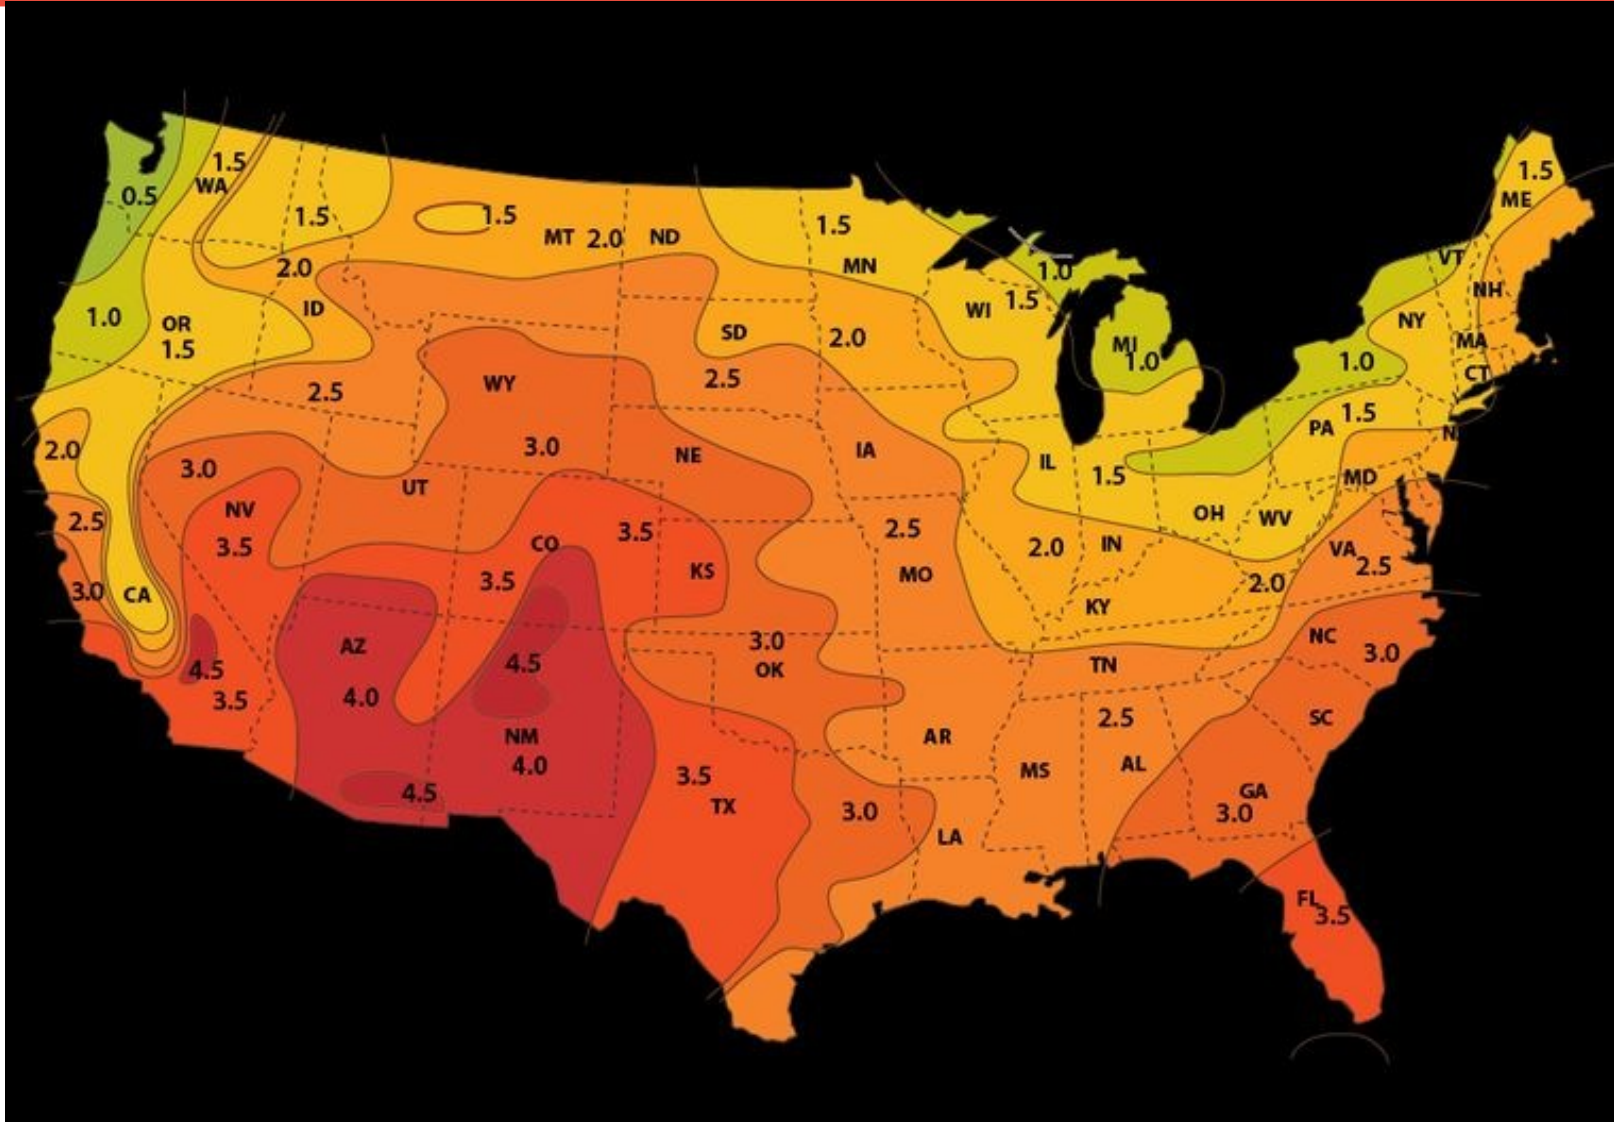 1.5
ME
1.5
WA
0.5
1.5
1.5
MT 2.0 ND
1.5
MN
2.0
1.0
VT
ID
1.0
OR
1.5
WI 1.5
NH
NY
SD
2.0
MI
1.0
MA
1.0
CT
WY
2.5
2.5
PA 1.5
N
2.0
3.0
3.0
NE
IA
IL
1.5
MD
UT
2.5
NV
3.5
CO
3.5
2.5
OH
WV
2.0
IN
VA
2.5
KS
MO
3.5
3.0
CA
2.0
KY
AZ
4.5
3.0
OK
TN
NC
3.0
4.5
3.5
4.0
2.5
SC
NM
4.0
AR
MS
AL
4.5
3.5
TX
3.0
GA
3.0
LA
FL
3.5